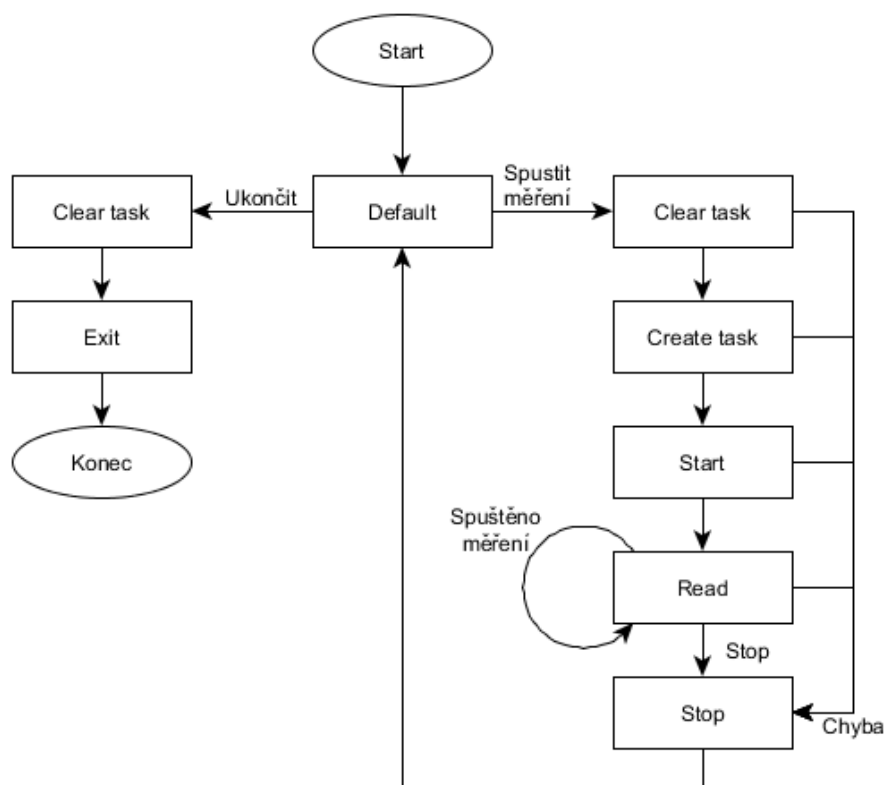 Start
Ukončit
Spustit
měření
Clear task
Default
Clear task
Exit
Create task
Konec
Start
Spuštěno
měření
Read
Stop
Stop
Chyba